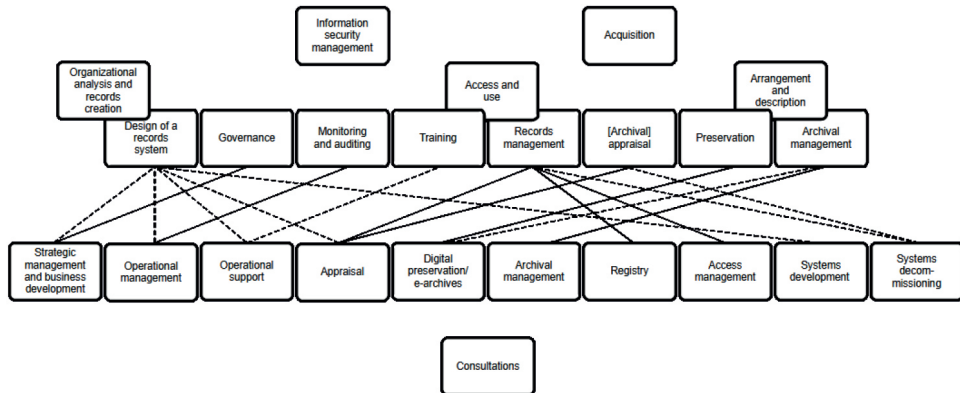 Information
security
management
Acquisition
Organizational
analysis and
records
creation
Access and
use
Arrangement
and
description
Design of a
records
system
Governance
Monitoring
and auditing
Training
Records
management
[Archival]
appraisal
Preservation
Archival
management
Strategic
management
and business
development
Operational
management
Operational
support
Appraisal
Digital
preservation/
e-archives
Archival
management
Registry
Access
management
Systems
development
Systems
decom-
missioning
Consultations